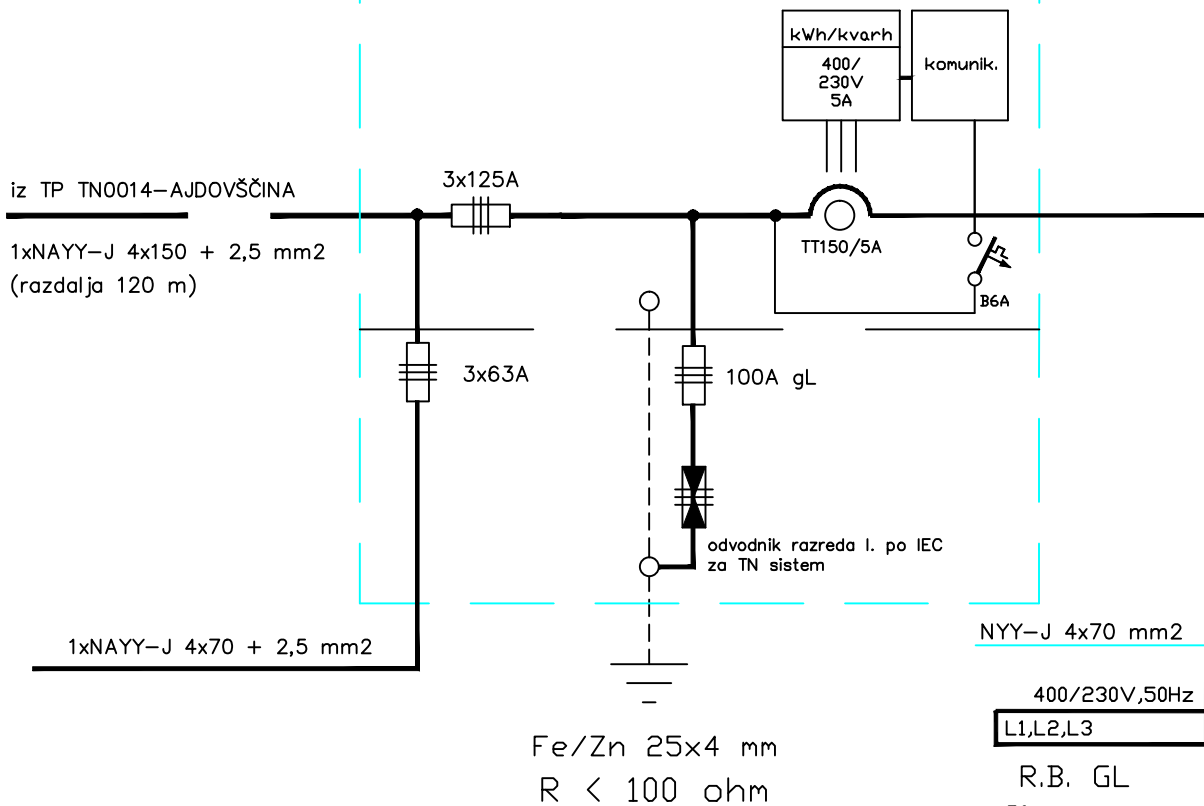 kWh/kvarh
400/
230V
5A
komunik.
iz TP TN0014-AJDOVŠČINA
3x125A
1xNAYY-J 4x150 + 2,5 mm2
(razdalja 120 m)
TT150/5A
B6A
3x63A
100A gL
odvodnik razreda I. po IEC
za TN sistem
1xNAYY-J 4x70 + 2,5 mm2
NYY-J 4x70 mm2
400/230V,50Hz
L1,L2,L3
Fe/Zn 25x4 mm
R < 100 ohm
R.B. GL